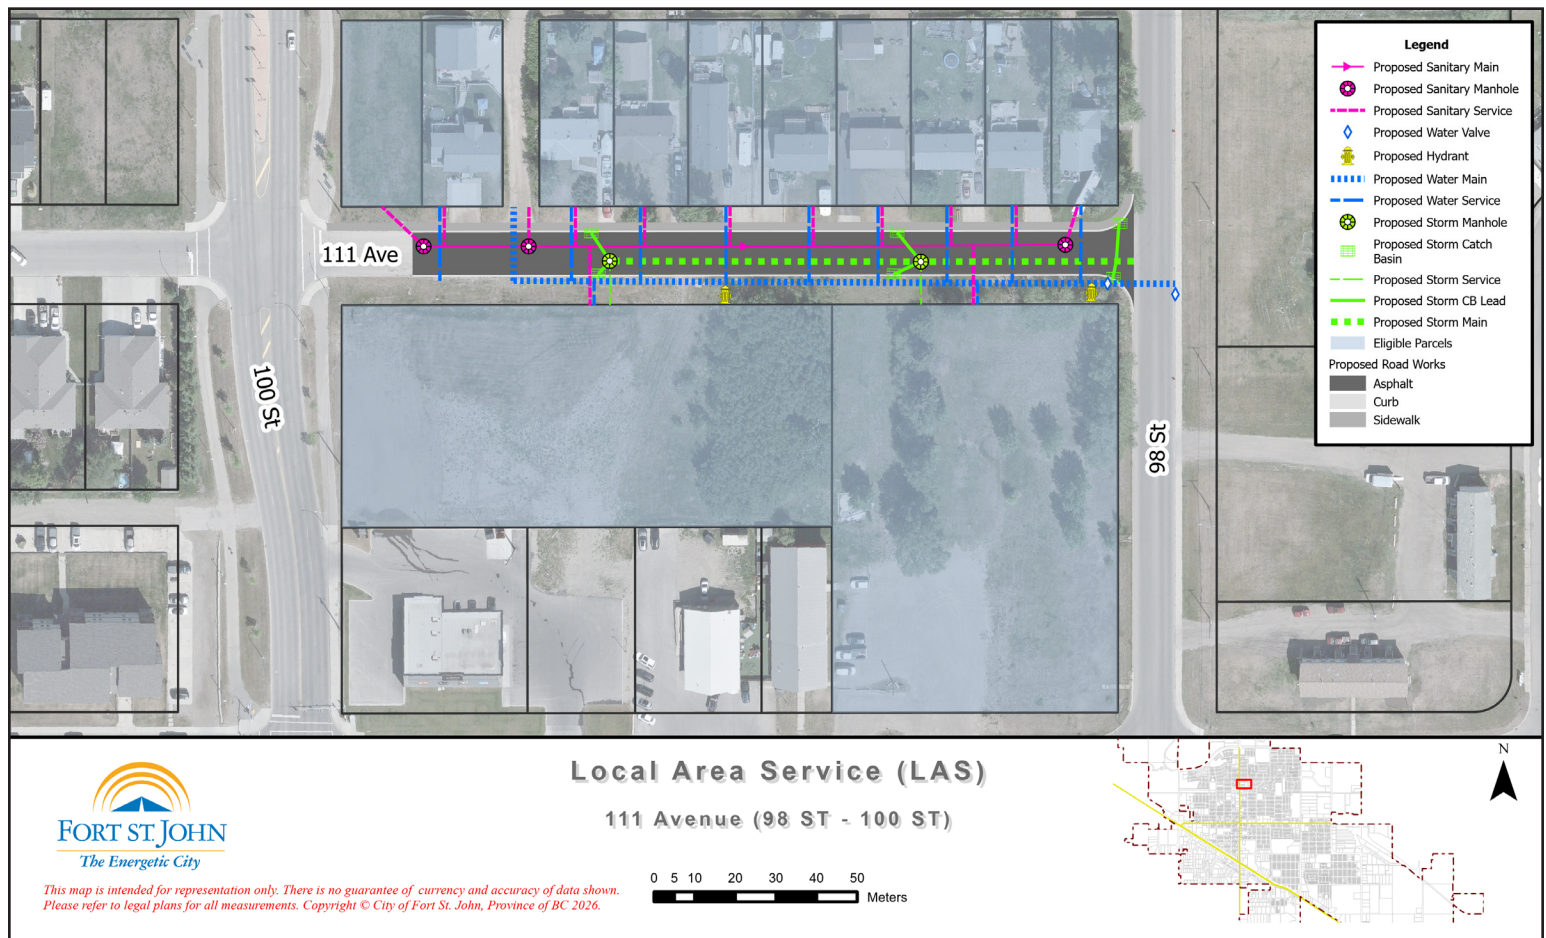 Legend
Proposed Sanitary Main
Proposed Sanitary Manhole
Proposed Sanitary Service
Proposed Water Valve
Proposed Hydrant
Proposed Water Main
Proposed Water Service
Proposed Storm Manhole
Proposed Storm Catch
Basin
Proposed Storm Service
Proposed Storm CB Lead
Proposed Storm Main
Eligible Parcels
Proposed Road Works
Asphalt
Curb
Sidewalk
111 Ave
100 St
98 St
FORT ST. JOHN
The Energetic City
Local Area Service (LAS)
111 Avenue (98 ST - 100 ST)
N
0 5 10 20 30 40 50
Meters
This map is intended for representation only. There is no guarantee of currency and accuracy of data shown.
Please refer to legal plans for all measurements. Copyright © City of Fort St. John, Province of BC 2026.